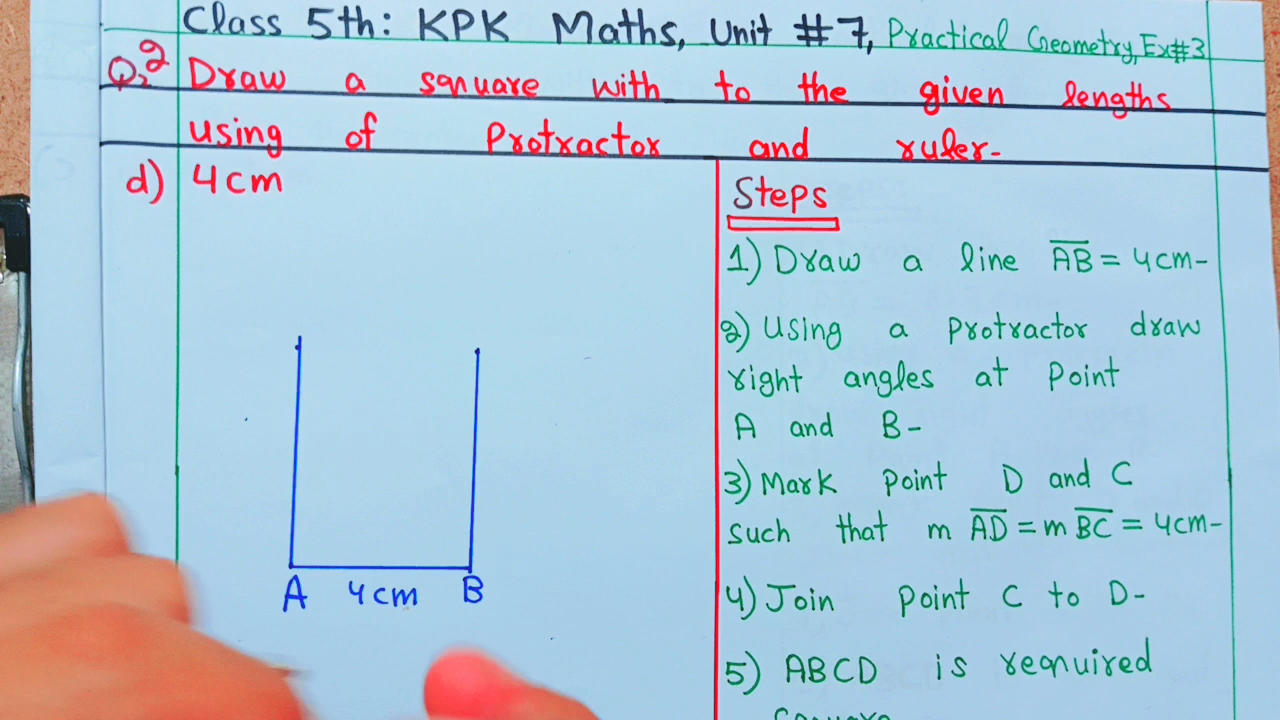 Class 5th: KPK Maths, Unit # 7, Practical Geometry, Ex#3
Q2 Draw a square with to the given lengths
using of Protractor and ruler-
d) 4cm
Steps
1) Draw a line AB = 4cm-
2) Using a protractor draw
right angles at point
A and B-
3) Mark point D and C
such that m AD = m BC = 4cm-
4) Join point C to D-
5) ABCD is required
square
A 4cm B